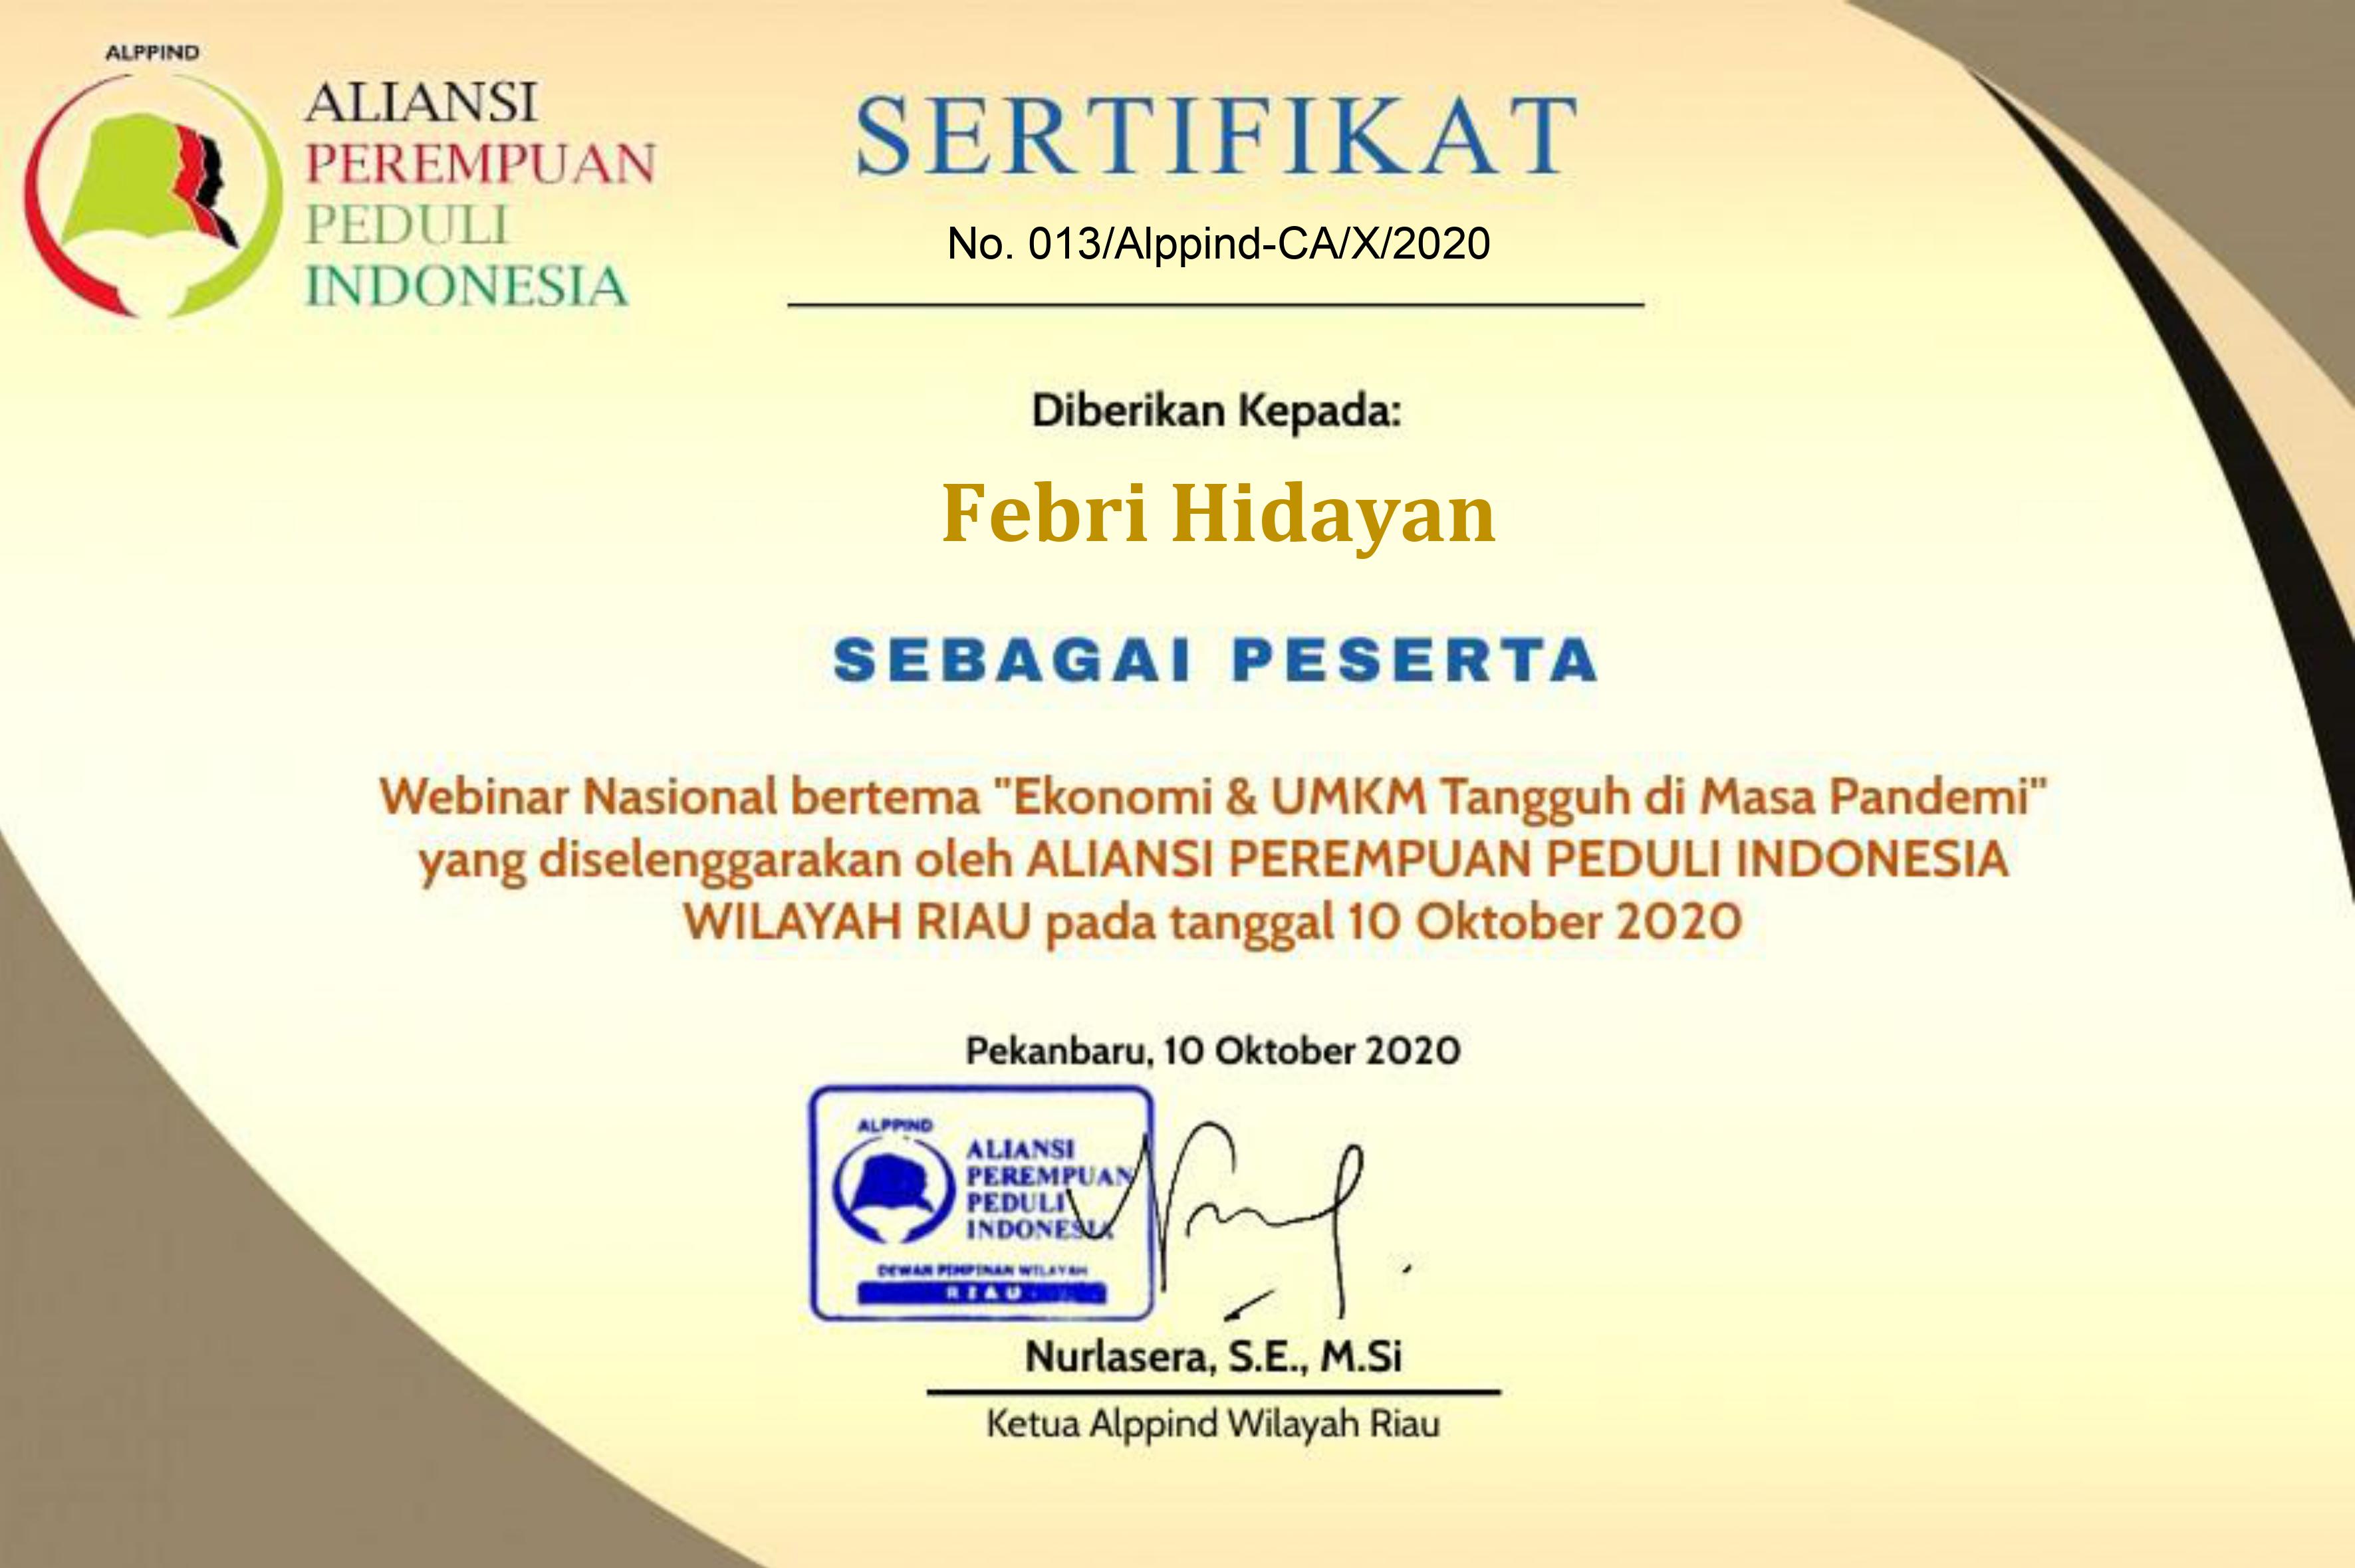 ALPPIND
ALIANSI
PEREMPUAN
PEDULI
INDONESIA
SERTIFIKAT
No. 013/Alppind-CA/X/2020
Diberikan Kepada:
Febri Hidayan
SEBAGAI PESERTA
Webinar Nasional bertema "Ekonomi & UMKM Tangguh di Masa Pandemi"
yang diselenggarakan oleh ALIANSI PEREMPUAN PEDULI INDONESIA
WILAYAH RIAU pada tanggal 10 Oktober 2020
Pekanbaru, 10 Oktober 2020
ALPPIND
ALIANSI
PEREMPUAN
PEDULI
INDONESIA
DEWAN PIMPINAN WILAYAH
RIAU
Nurlasera, S.E., M.Si
Ketua Alppind Wilayah Riau